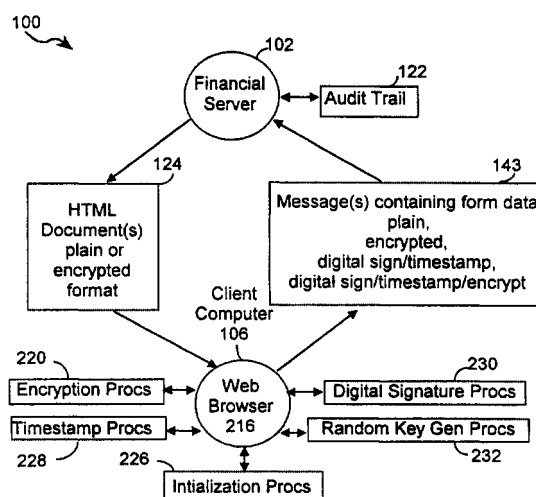 100
102
Financial
Server
122
Audit Trail
124
HTML
Document(s)
plain or
encrypted
format
143
Message(s) containing form data
plain,
encrypted,
digital sign/timestamp,
digital sign/timestamp/encrypt
Client
Computer
106
220
Encryption Procs
Web
Browser
216
230
Digital Signature Procs
Timestamp Procs
228
Random Key Gen Procs
232
226
Intialization Procs